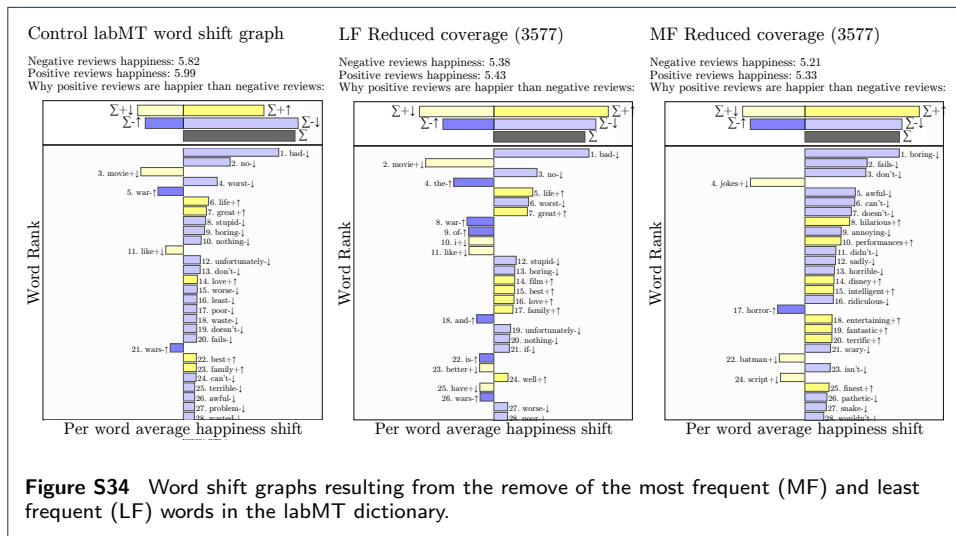 Control labMT word shift graph
Negative reviews happiness: 5.82
Positive reviews happiness: 5.99
Why positive reviews are happier than negative reviews:
Σ+↓
Σ+↑
Σ-↑
Σ-↓
Σ
1. bad-↓
2. no-↓
3. movie+↓
4. worst-↓
5. war-↑
6. life+↑
7. great+↑
8. stupid-↓
9. boring-↓
10. nothing-↓
11. like+↓
12. unfortunately-↓
13. don't-↓
14. love+↑
15. worse-↓
16. least-↓
17. poor-↓
18. waste-↓
19. doesn't-↓
20. fails-↓
21. wars-↑
22. best+↑
23. family+↑
24. can't-↓
25. terrible-↓
26. awful-↓
27. problem-↓
28. wasted-↓
Word Rank
Per word average happiness shift
LF Reduced coverage (3577)
Negative reviews happiness: 5.38
Positive reviews happiness: 5.43
Why positive reviews are happier than negative reviews:
Σ+↓
Σ+↑
Σ-↑
Σ-↓
Σ
1. bad-↓
2. movie+↓
3. no-↓
4. the-↑
5. life+↑
6. worst-↓
7. great+↑
8. war-↑
9. of-↑
10. i+↓
11. like+↓
12. stupid-↓
13. boring-↓
14. film+↑
15. best+↑
16. love+↑
17. family+↑
18. and-↑
19. unfortunately-↓
20. nothing-↓
21. if-↓
22. is-↑
23. better+↓
24. well+↑
25. have+↓
26. wars-↑
27. worse-↓
28. poor-↓
Word Rank
Per word average happiness shift
MF Reduced coverage (3577)
Negative reviews happiness: 5.21
Positive reviews happiness: 5.33
Why positive reviews are happier than negative reviews:
Σ+↓
Σ+↑
Σ-↑
Σ-↓
Σ
1. boring-↓
2. fails-↓
3. don't-↓
4. jokes+↓
5. awful-↓
6. can't-↓
7. doesn't-↓
8. hilarious+↑
9. annoying-↓
10. performances+↑
11. didn't-↓
12. sadly-↓
13. horrible-↓
14. disney+↑
15. intelligent+↑
16. ridiculous-↓
17. horror-↑
18. entertaining+↑
19. fantastic+↑
20. terrific+↑
21. scary-↓
22. batman+↓
23. isn't-↓
24. script+↓
25. finest+↑
26. pathetic-↓
27. snake-↓
28. wouldn't-↓
Word Rank
Per word average happiness shift
Figure S34 Word shift graphs resulting from the remove of the most frequent (MF) and least
frequent (LF) words in the labMT dictionary.